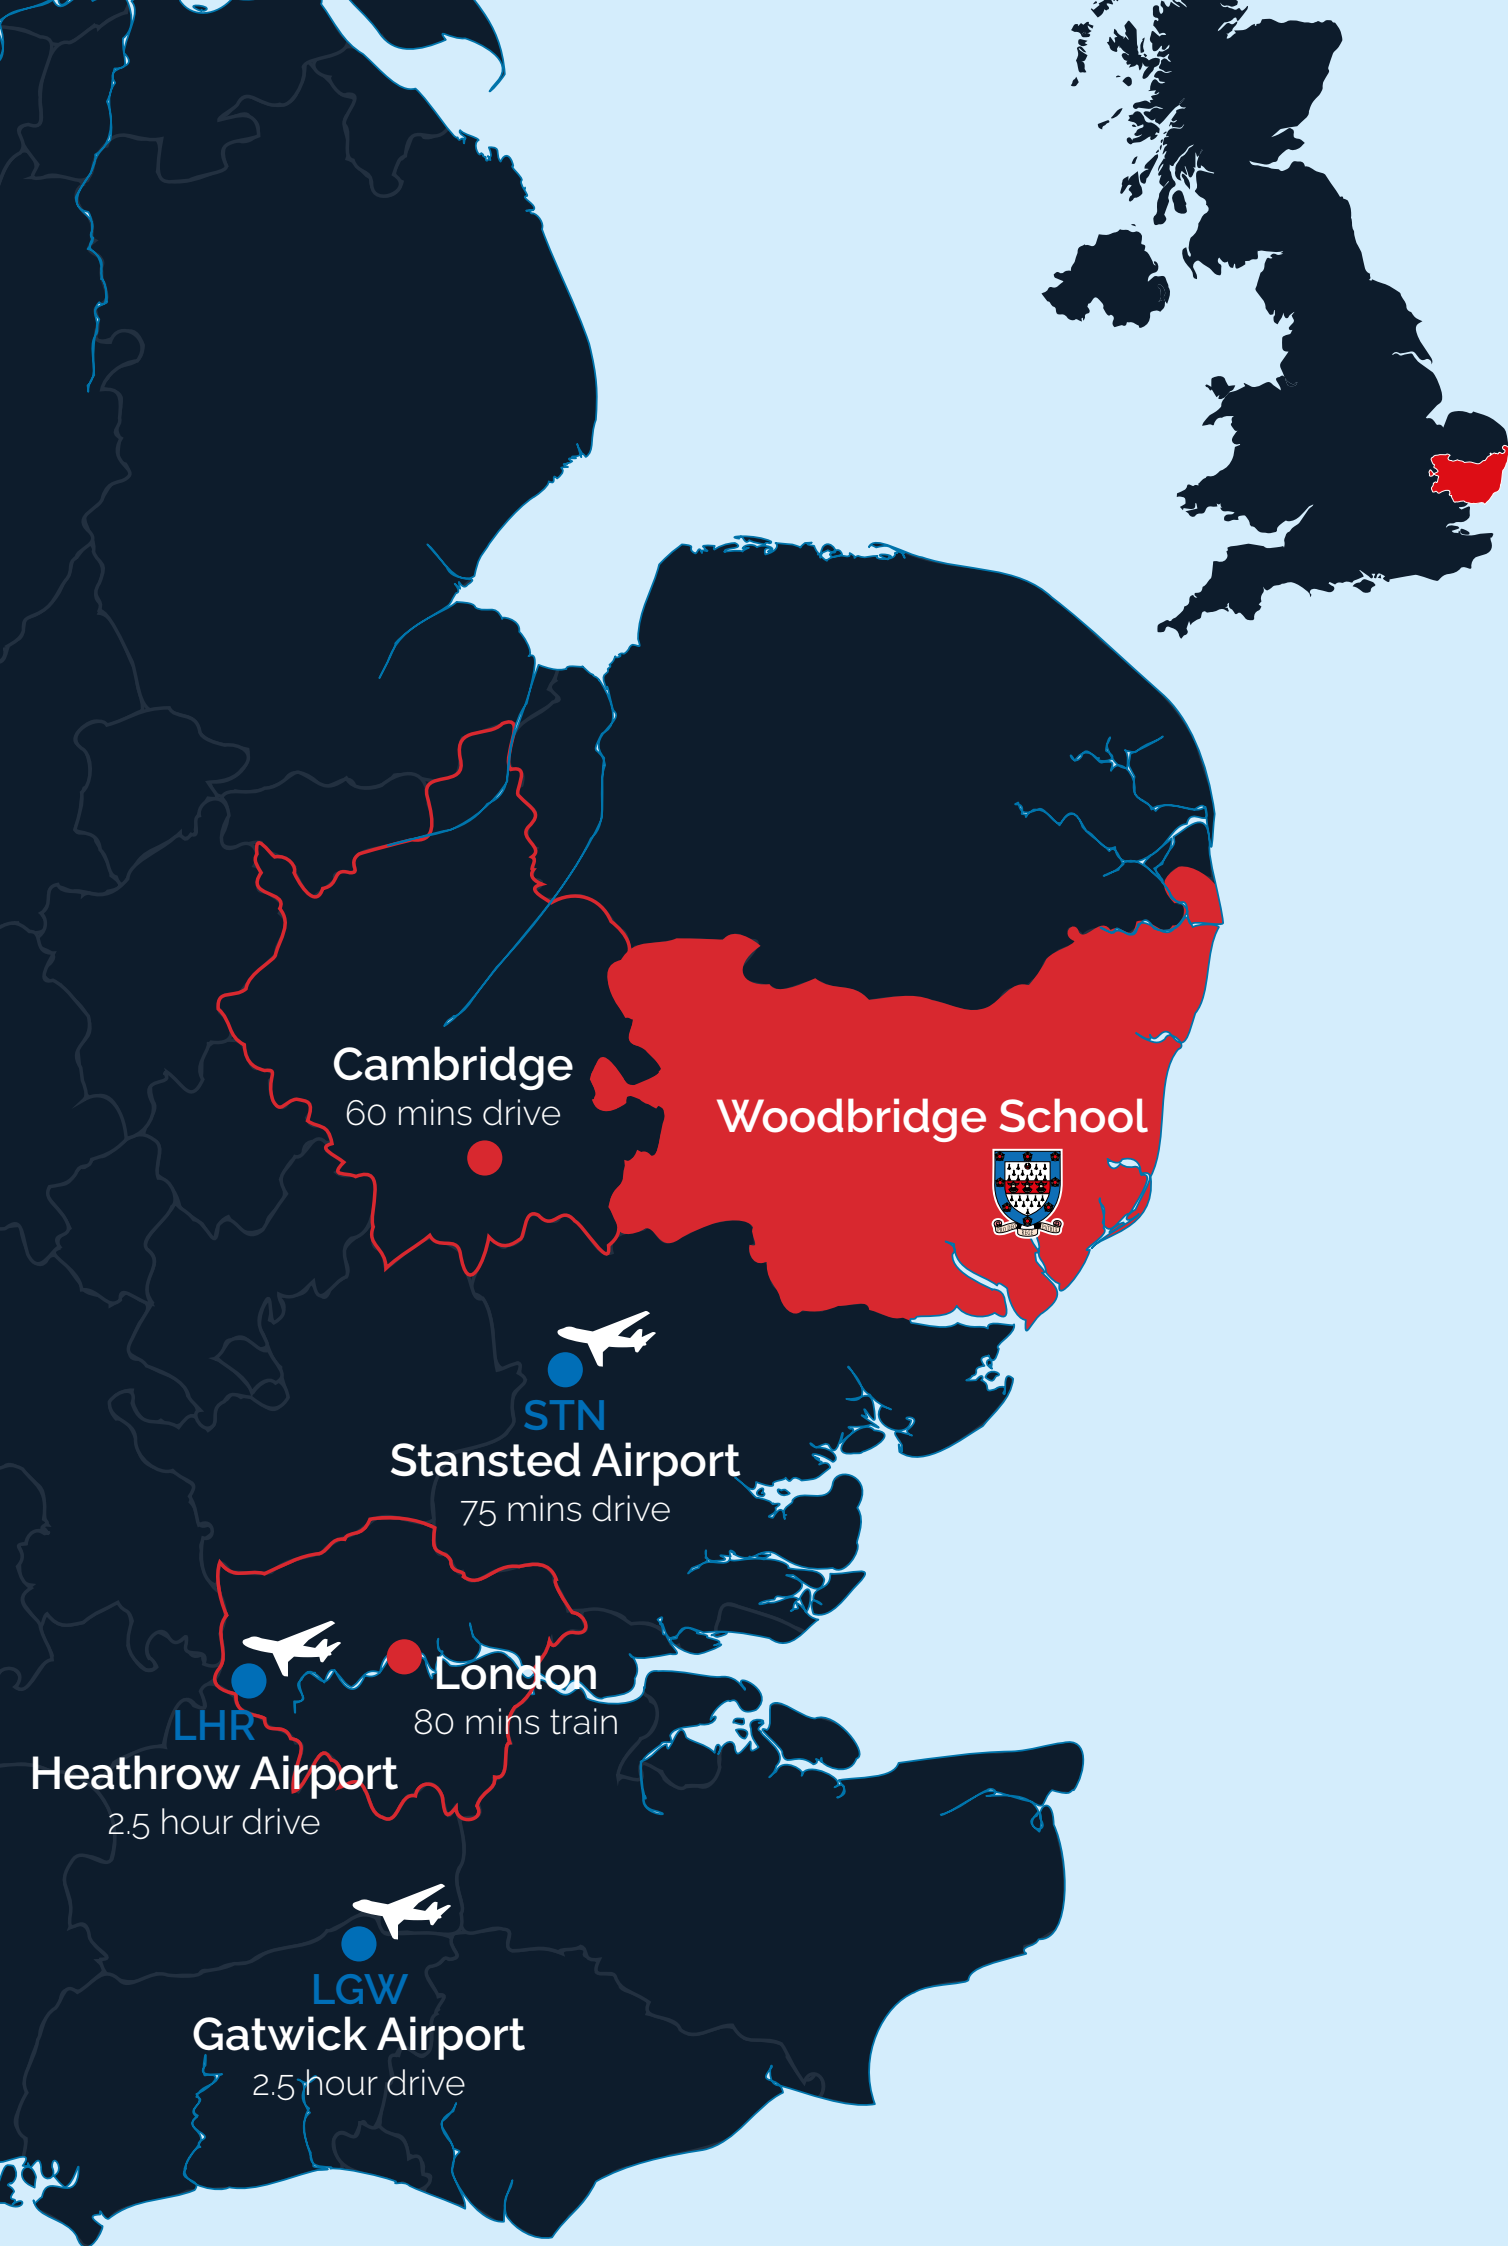 Cambridge
60 mins drive
Woodbridge School
STN
Stansted Airport
75 mins drive
London
80 mins train
LHR
Heathrow Airport
2.5 hour drive
LGW
Gatwick Airport
2.5 hour drive